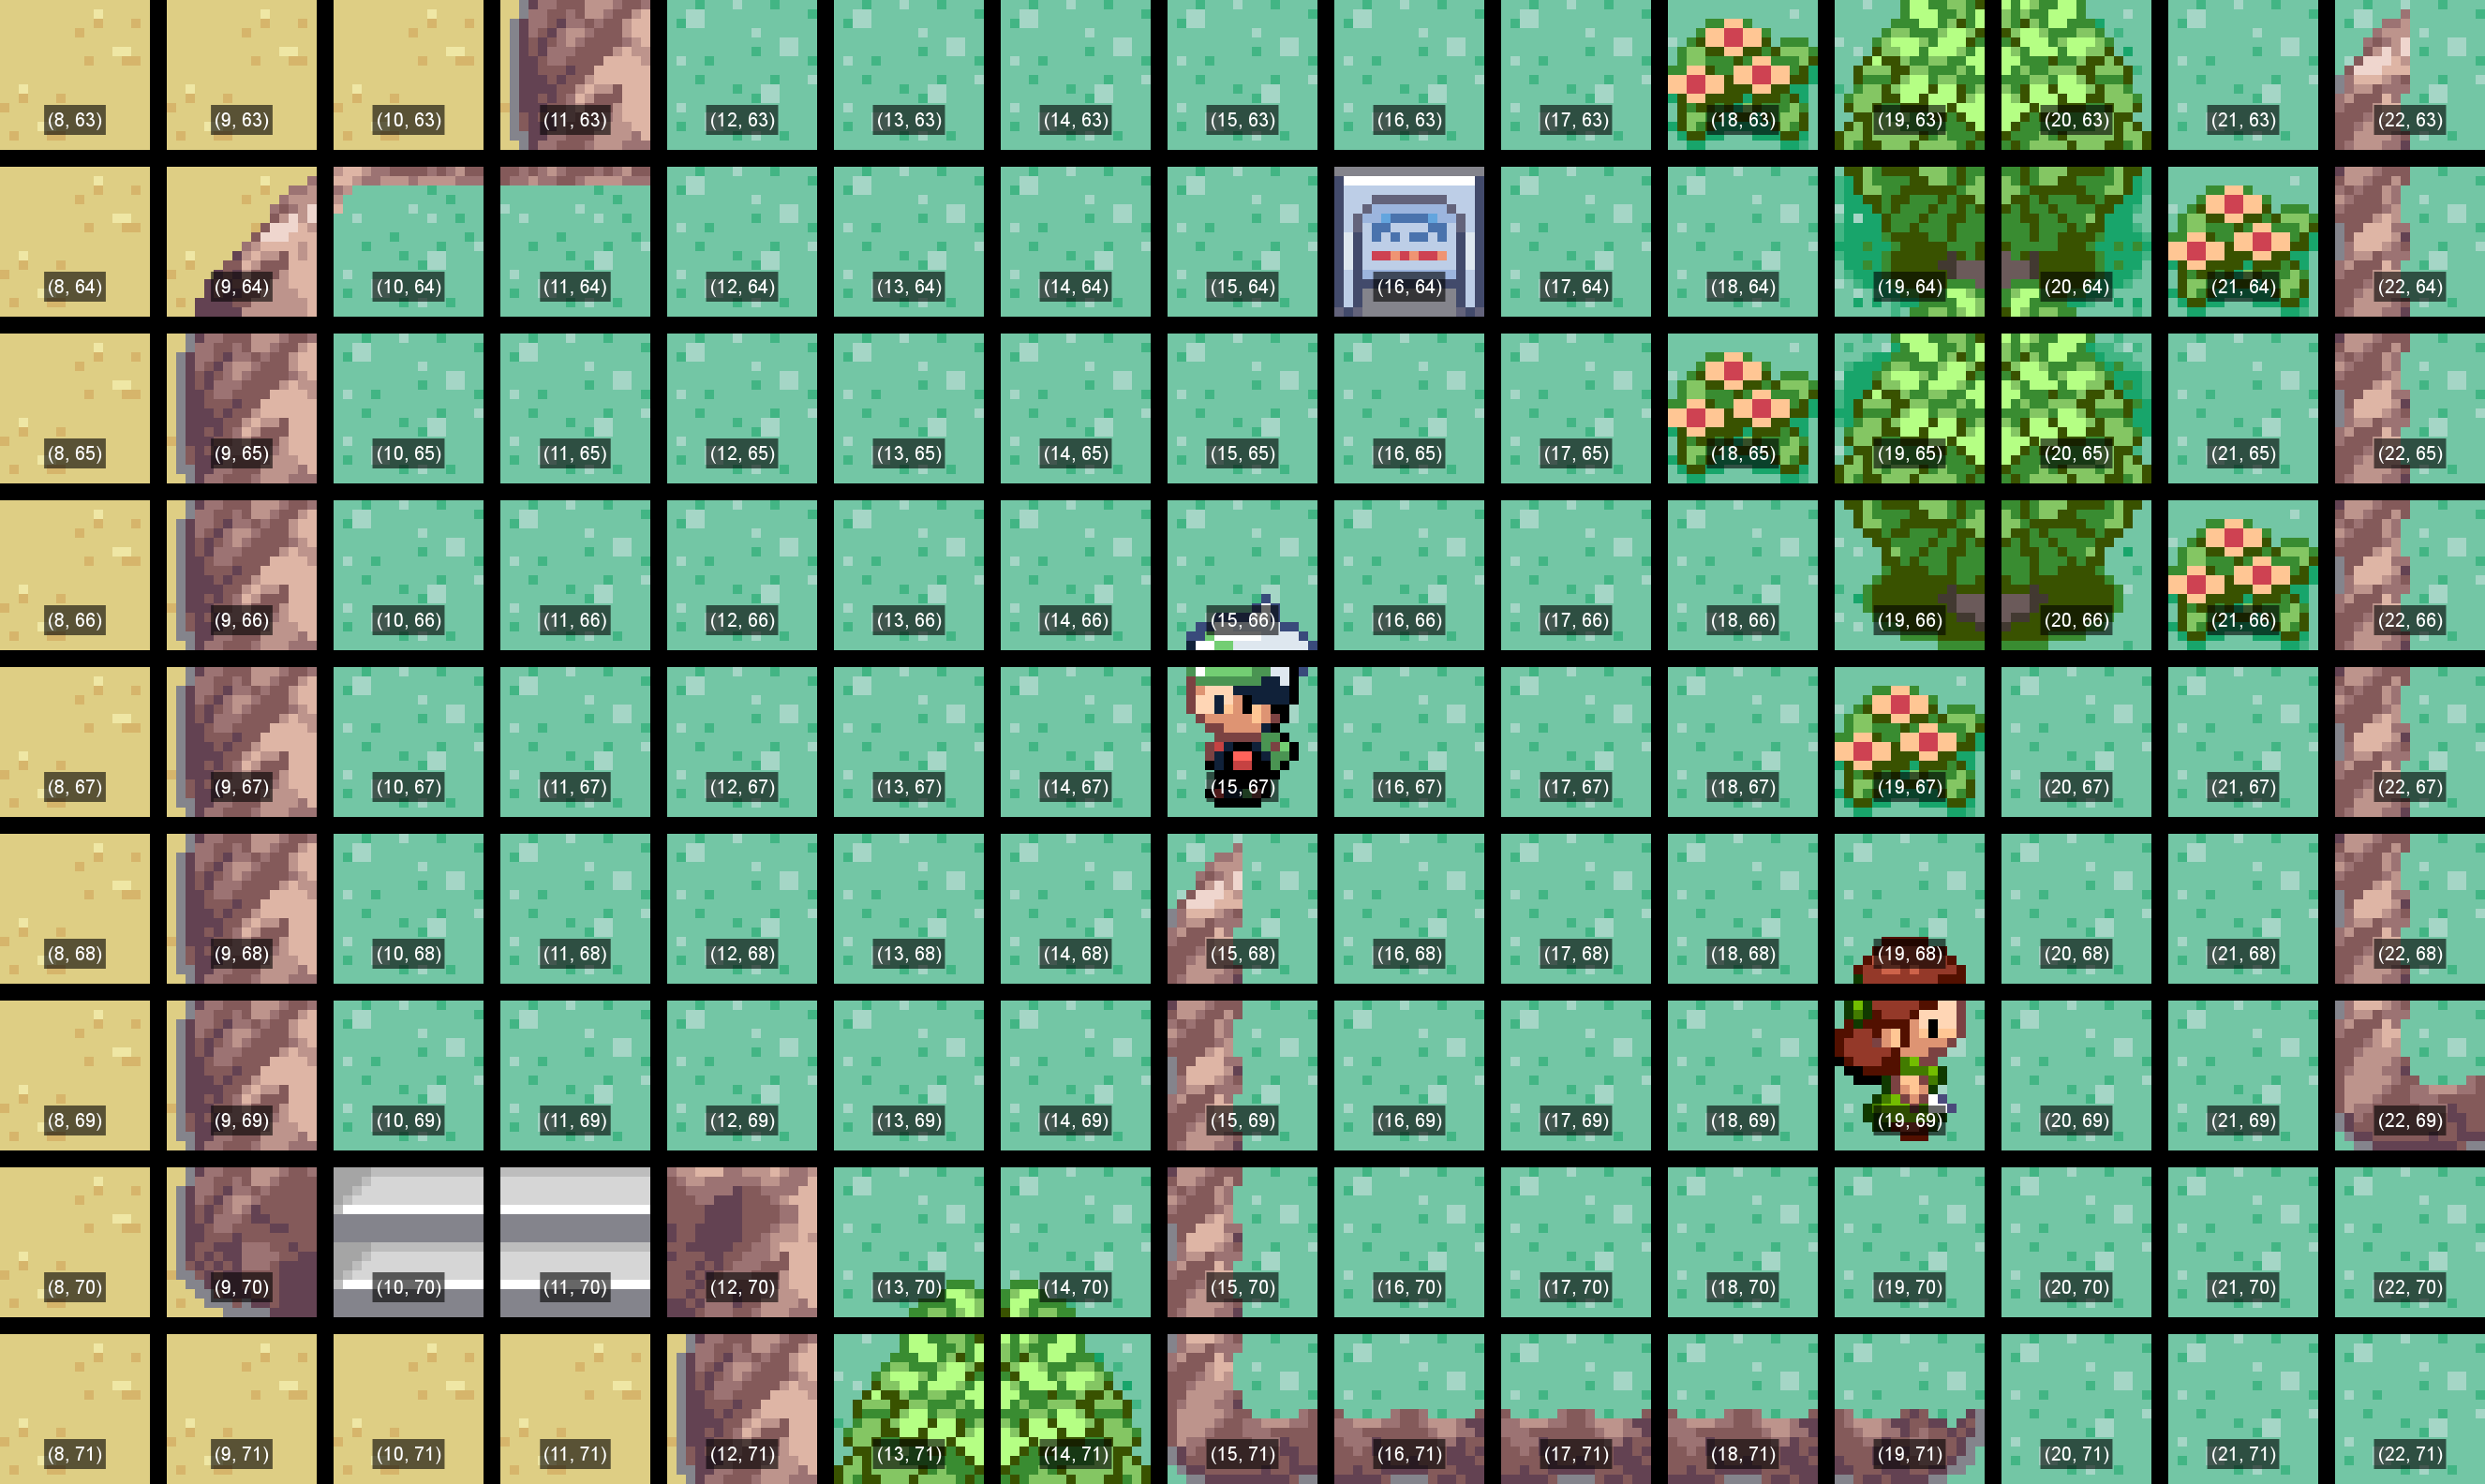 (8, 63) (9, 63) (10, 63) (11, 63) (12, 63) (13, 63) (14, 63) (15, 63) (16, 63) (17, 63) (18, 63) (19, 63) (20, 63) (21, 63) (22, 63)
(8, 64) (9, 64) (10, 64) (11, 64) (12, 64) (13, 64) (14, 64) (15, 64) (16, 64) (17, 64) (18, 64) (19, 64) (20, 64) (21, 64) (22, 64)
(8, 65) (9, 65) (10, 65) (11, 65) (12, 65) (13, 65) (14, 65) (15, 65) (16, 65) (17, 65) (18, 65) (19, 65) (20, 65) (21, 65) (22, 65)
(8, 66) (9, 66) (10, 66) (11, 66) (12, 66) (13, 66) (14, 66) (15, 66) (16, 66) (17, 66) (18, 66) (19, 66) (20, 66) (21, 66) (22, 66)
(8, 67) (9, 67) (10, 67) (11, 67) (12, 67) (13, 67) (14, 67) (15, 67) (16, 67) (17, 67) (18, 67) (19, 67) (20, 67) (21, 67) (22, 67)
(8, 68) (9, 68) (10, 68) (11, 68) (12, 68) (13, 68) (14, 68) (15, 68) (16, 68) (17, 68) (18, 68) (19, 68) (20, 68) (21, 68) (22, 68)
(8, 69) (9, 69) (10, 69) (11, 69) (12, 69) (13, 69) (14, 69) (15, 69) (16, 69) (17, 69) (18, 69) (19, 69) (20, 69) (21, 69) (22, 69)
(8, 70) (9, 70) (10, 70) (11, 70) (12, 70) (13, 70) (14, 70) (15, 70) (16, 70) (17, 70) (18, 70) (19, 70) (20, 70) (21, 70) (22, 70)
(8, 71) (9, 71) (10, 71) (11, 71) (12, 71) (13, 71) (14, 71) (15, 71) (16, 71) (17, 71) (18, 71) (19, 71) (20, 71) (21, 71) (22, 71)